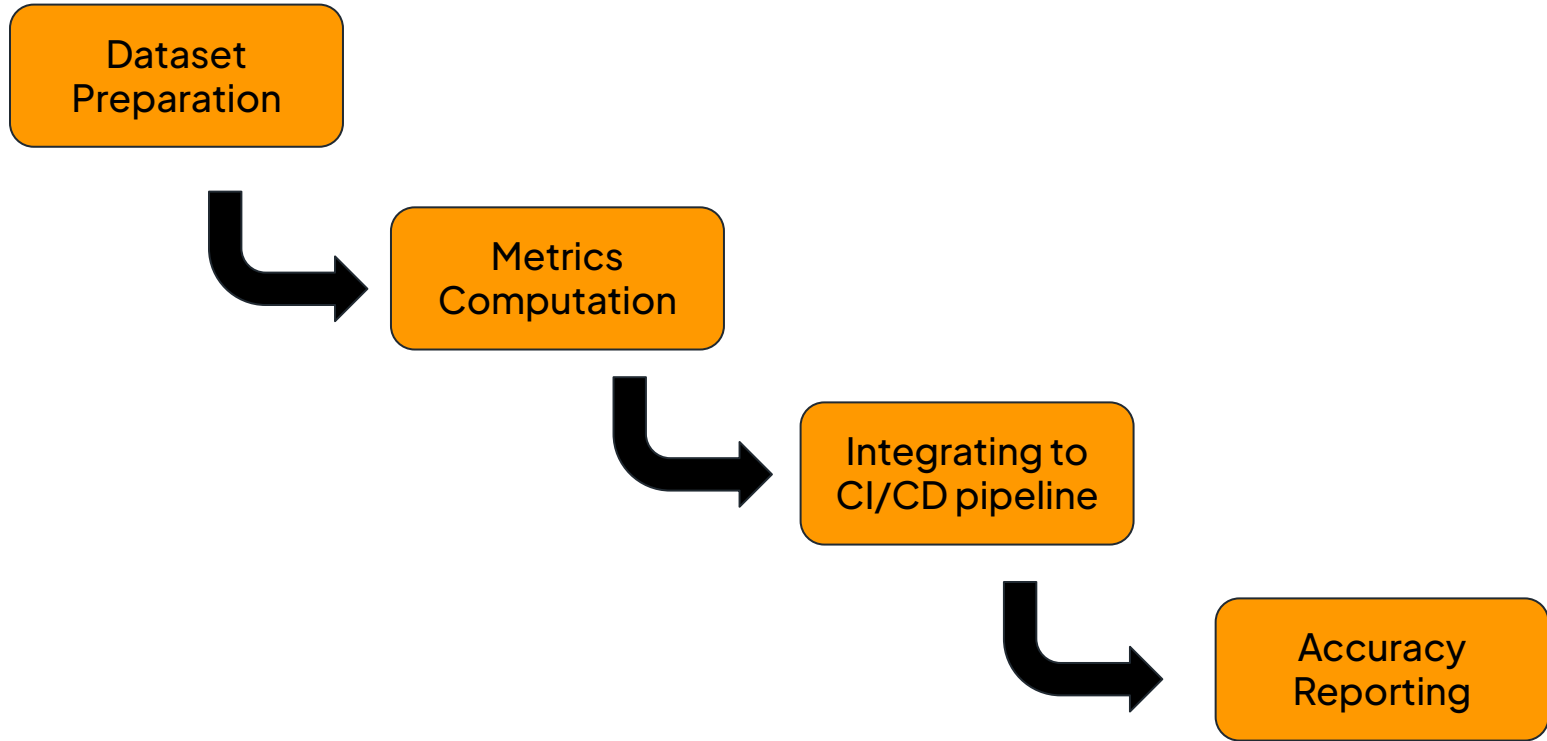 Dataset
Preparation
Metrics
Computation
Integrating to
CI/CD pipeline
Accuracy
Reporting